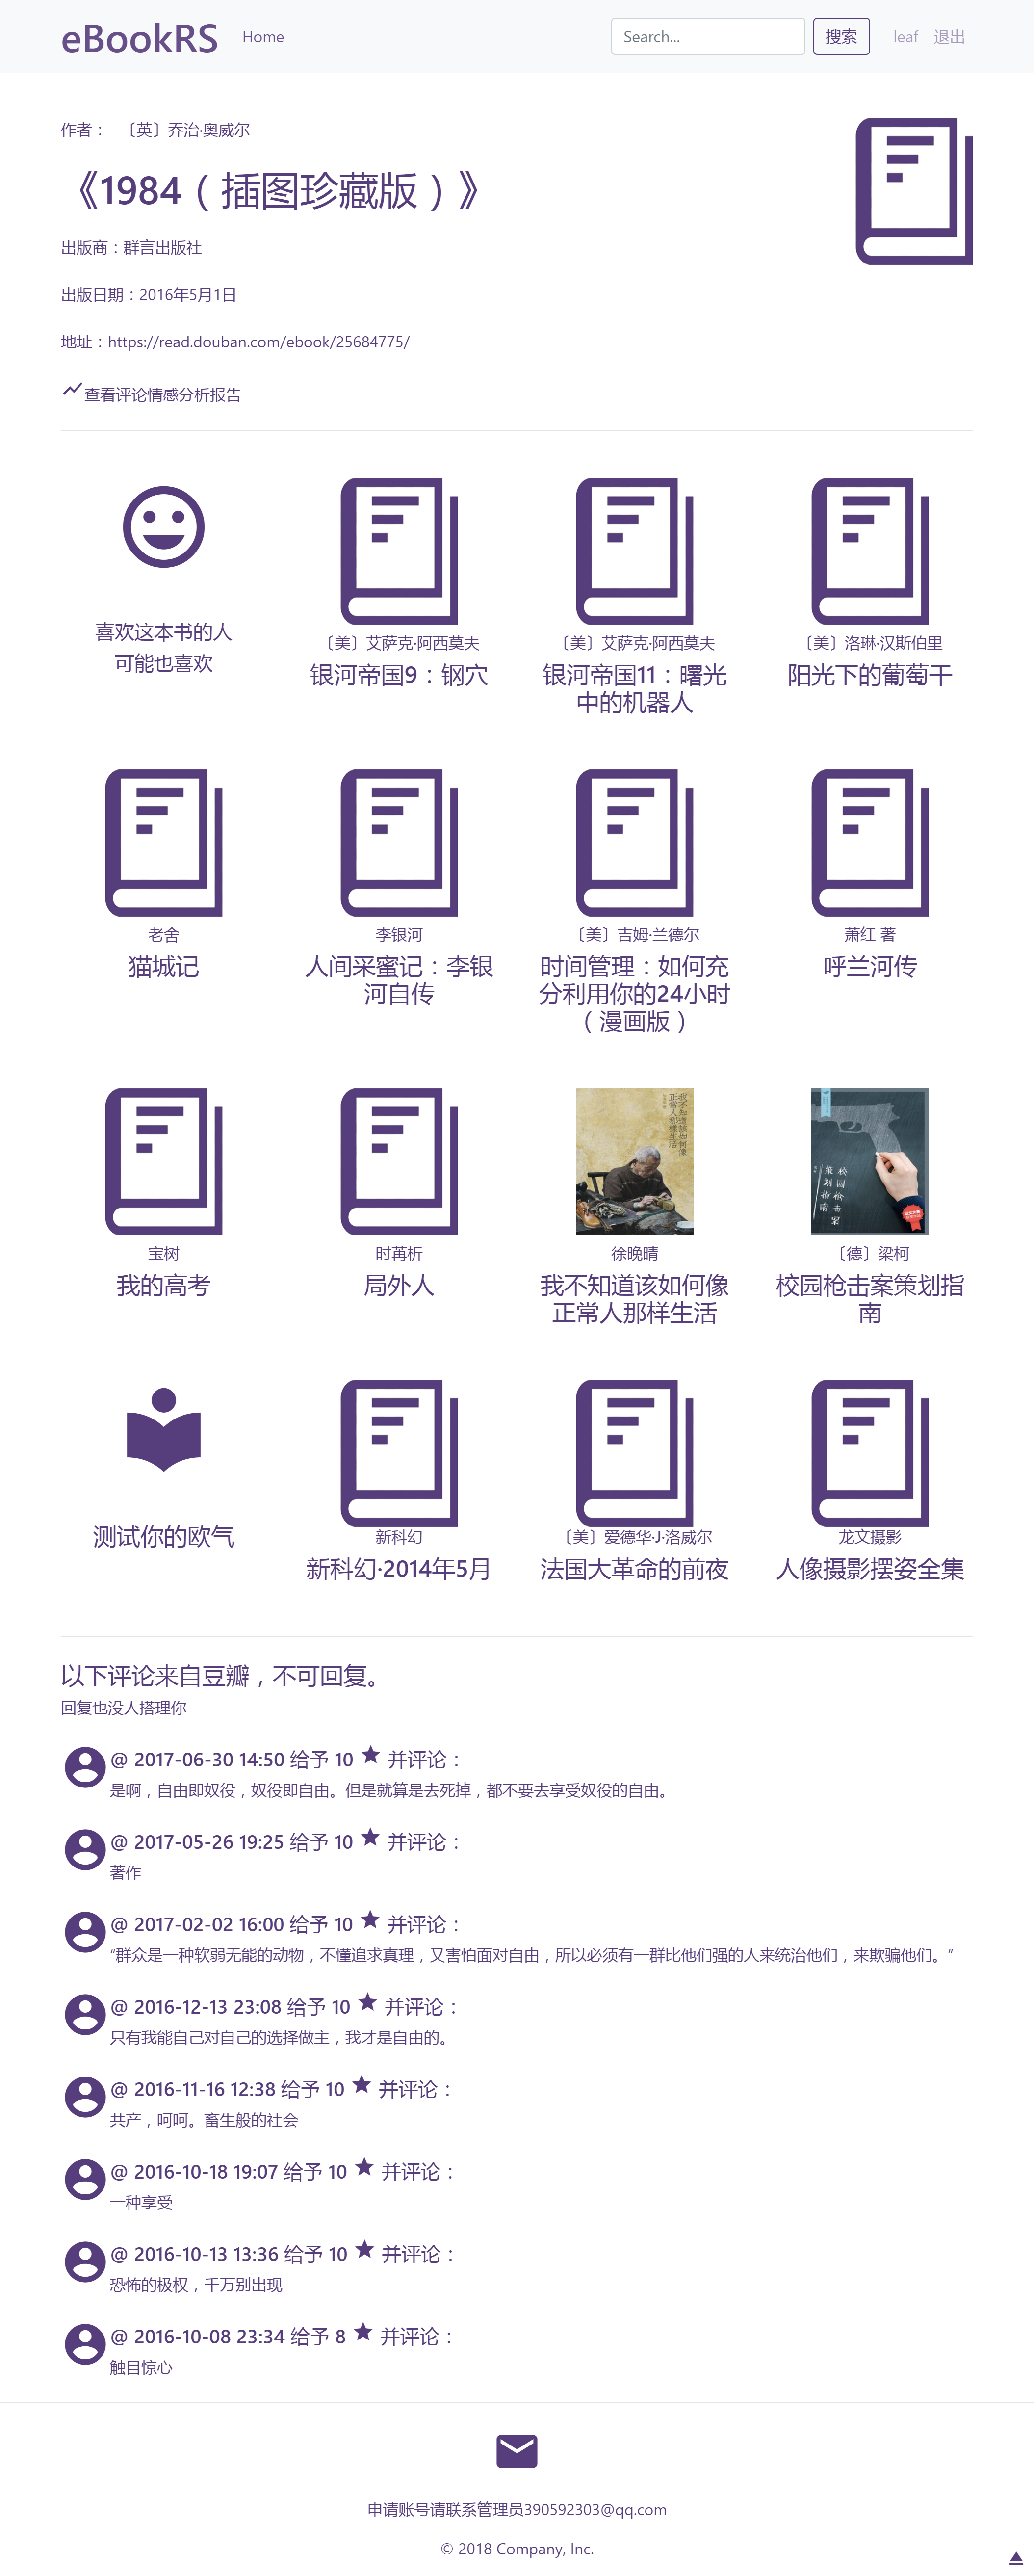 eBookRS Home Search... 搜索 leaf 退出
作者： 〔英〕乔治·奥威尔
《1984（插图珍藏版）》
出版商：群言出版社
出版日期：2016年5月1日
地址：https://read.douban.com/ebook/25684775/
查看评论情感分析报告
喜欢这本书的人
可能也喜欢
〔美〕艾萨克·阿西莫夫
银河帝国9：钢穴
〔美〕艾萨克·阿西莫夫
银河帝国11：曙光
中的机器人
〔美〕洛琳·汉斯伯里
阳光下的葡萄干
老舍
猫城记
李银河
人间采蜜记：李银
河自传
〔美〕吉姆·兰德尔
时间管理：如何充
分利用你的24小时
（漫画版）
萧红 著
呼兰河传
宝树
我的高考
时苒析
局外人
我不知道该如何像
正常人那样生活
徐晚晴
我不知道该如何像
正常人那样生活
校园枪击案
策划指南
〔德〕梁柯
校园枪击案策划指
南
测试你的欧气
新科幻
新科幻·2014年5月
〔美〕爱德华·J·洛威尔
法国大革命的前夜
龙文摄影
人像摄影摆姿全集
以下评论来自豆瓣，不可回复。
回复也没人搭理你
@ 2017-06-30 14:50 给予 10 ★ 并评论：
是啊，自由即奴役，奴役即自由。但是就算是去死掉，都不要去享受奴役的自由。
@ 2017-05-26 19:25 给予 10 ★ 并评论：
著作
@ 2017-02-02 16:00 给予 10 ★ 并评论：
“群众是一种软弱无能的动物，不懂追求真理，又害怕面对自由，所以必须有一群比他们强的人来统治他们，来欺骗他们。”
@ 2016-12-13 23:08 给予 10 ★ 并评论：
只有我能自己对自己的选择做主，我才是自由的。
@ 2016-11-16 12:38 给予 10 ★ 并评论：
共产，呵呵。畜生般的社会
@ 2016-10-18 19:07 给予 10 ★ 并评论：
一种享受
@ 2016-10-13 13:36 给予 10 ★ 并评论：
恐怖的极权，千万别出现
@ 2016-10-08 23:34 给予 8 ★ 并评论：
触目惊心
申请账号请联系管理员390592303@qq.com
© 2018 Company, Inc.